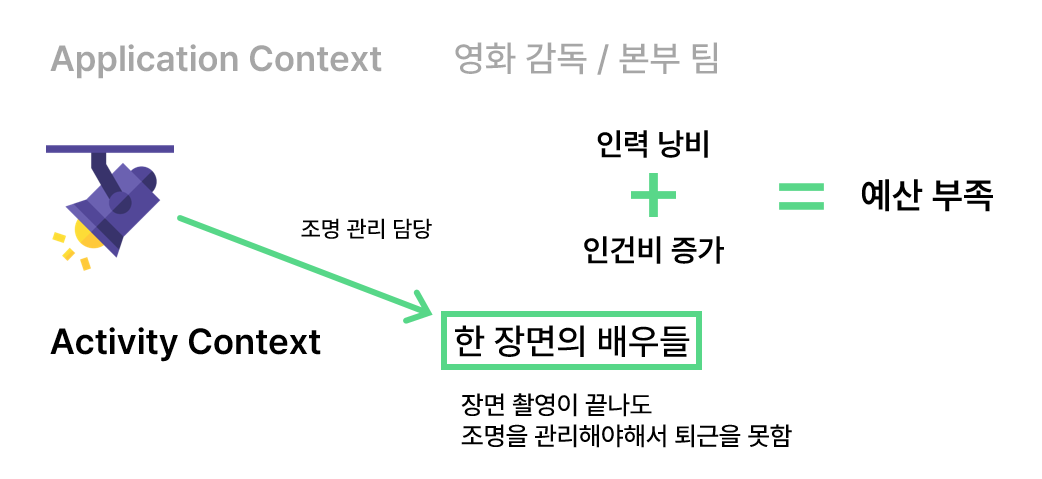 Application Context 영화 감독 / 본부 팀
인력 낭비
+
인건비 증가
= 예산 부족
조명 관리 담당
Activity Context 한 장면의 배우들
장면 촬영이 끝나도
조명을 관리해야해서 퇴근을 못함